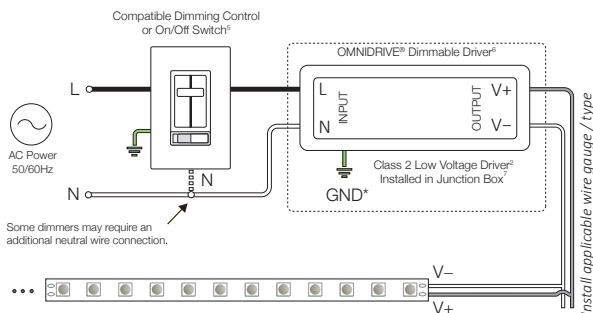 Compatible Dimming Control
or On/Off Switch⁵
OMNIDRIVE® Dimmable Driver⁶
L
L
INPUT
OUTPUT
V+
N
V–
AC Power
50/60Hz
Class 2 Low Voltage Driver²
Installed in Junction Box⁷
GND*
N
N
Some dimmers may require an
additional neutral wire connection.
Install applicable wire gauge / type
V–
V+